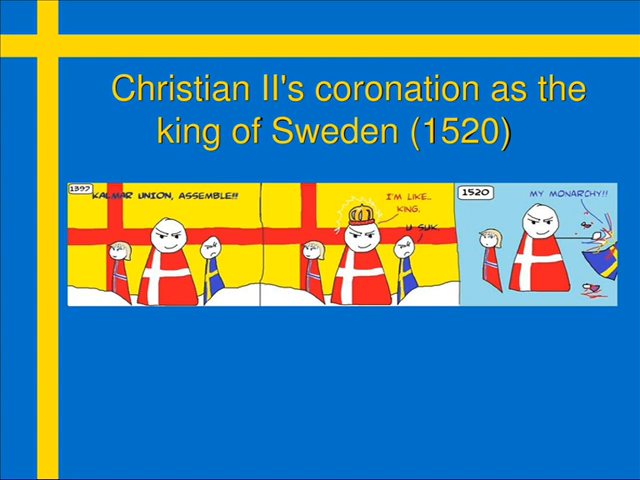 Christian II's coronation as the
king of Sweden (1520)
1397
KALMAR UNION, ASSEMBLE!!
I'M LIKE..
KING.
U SUK.
1520
MY MONARCHY!!